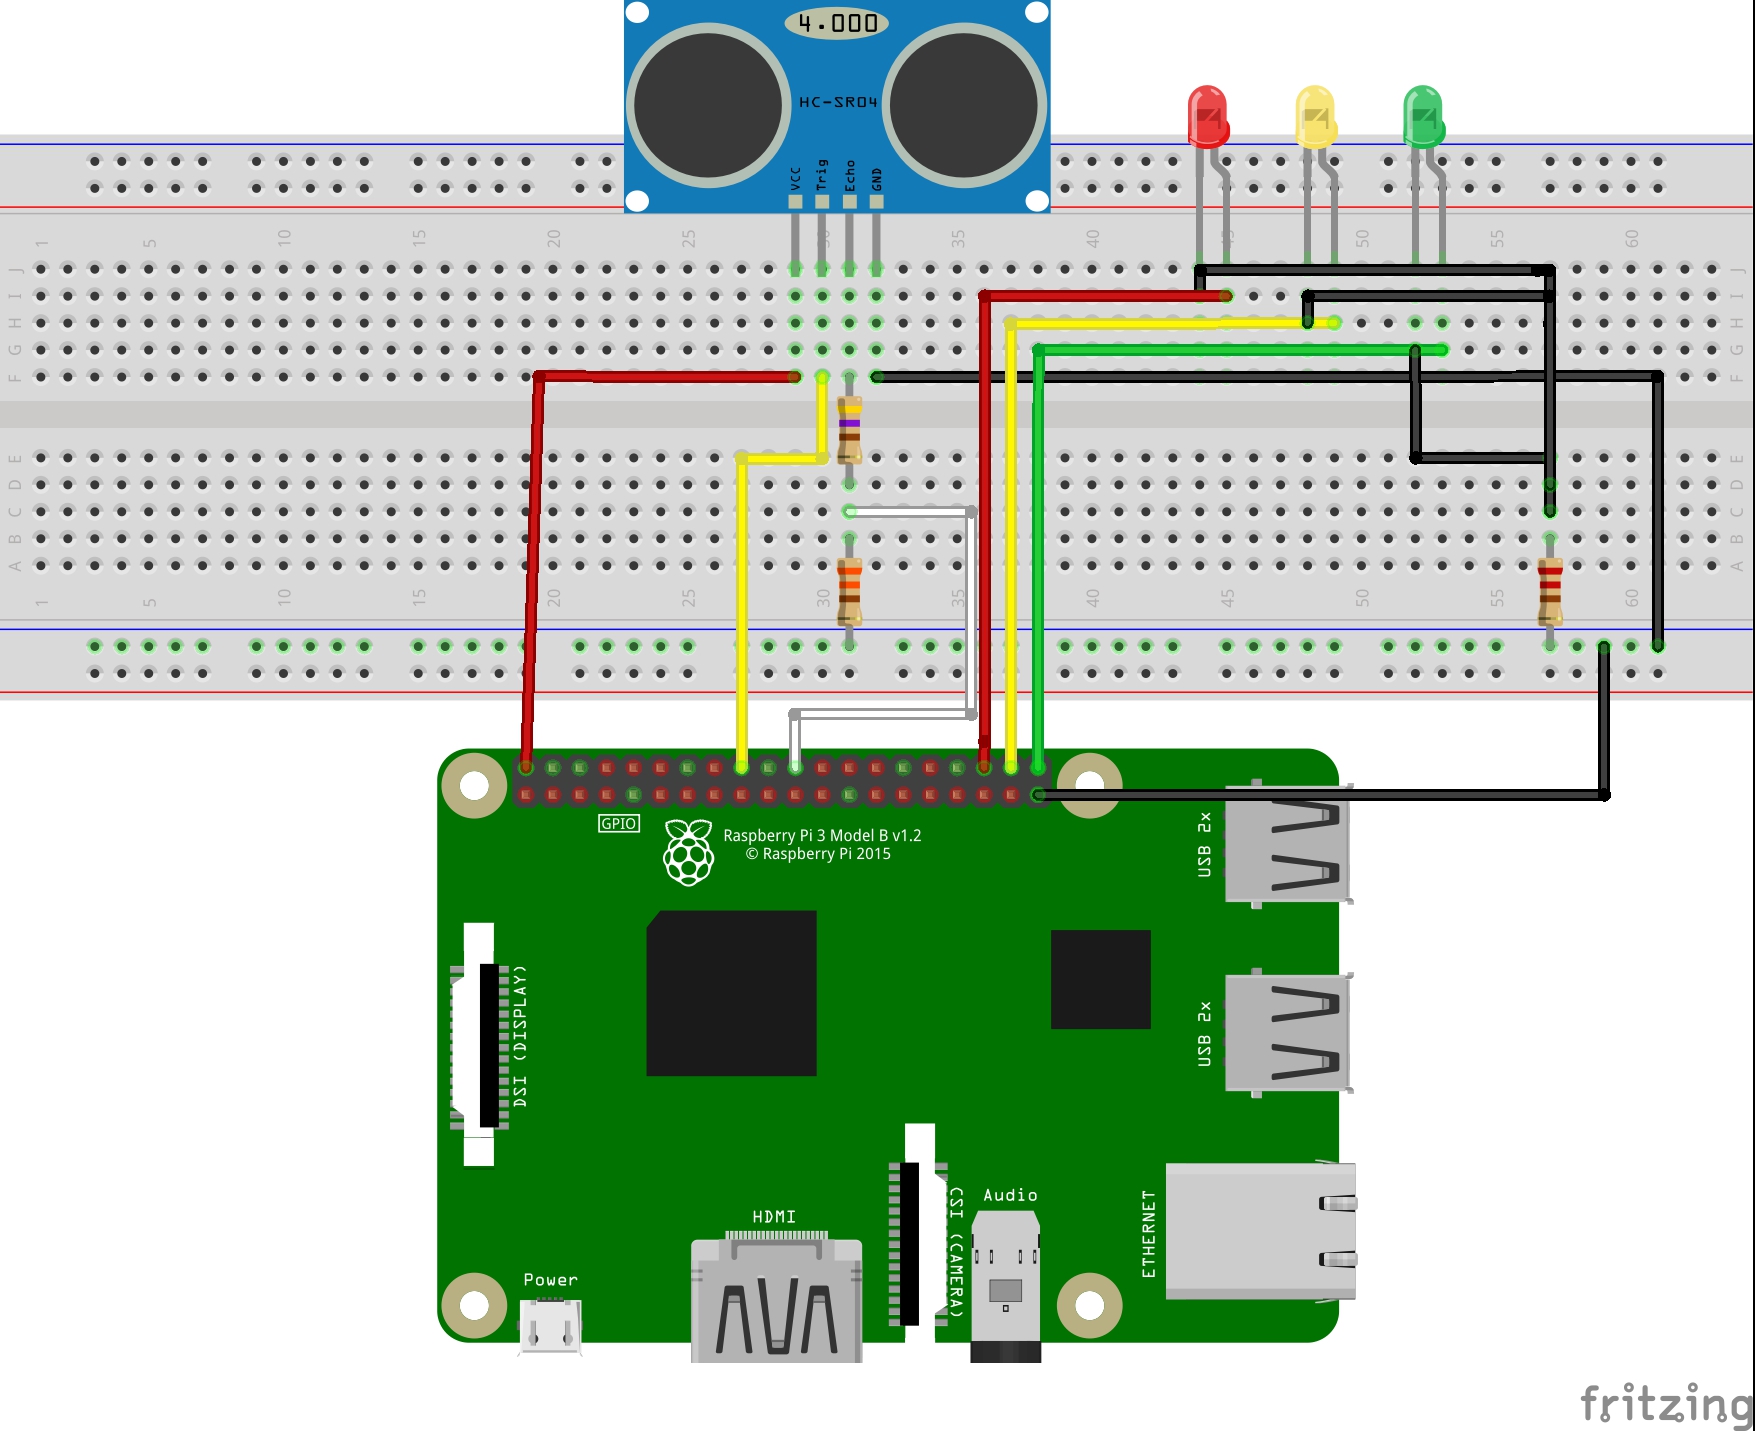 4.000
HC-SR04
VCC Trig Echo GND
1 5 10 15 20 25 30 35 40 45 50 55 60
J J
I I
H H
G G
F F
E E
D D
C C
B B
A A
1 5 10 15 20 25 30 35 40 45 50 55 60
GPIO
Raspberry Pi 3 Model B v1.2
© Raspberry Pi 2015
USB 2x
DSI (DISPLAY)
USB 2x
CSI (CAMERA)
Audio
ETHERNET
HDMI
Power
fritzing